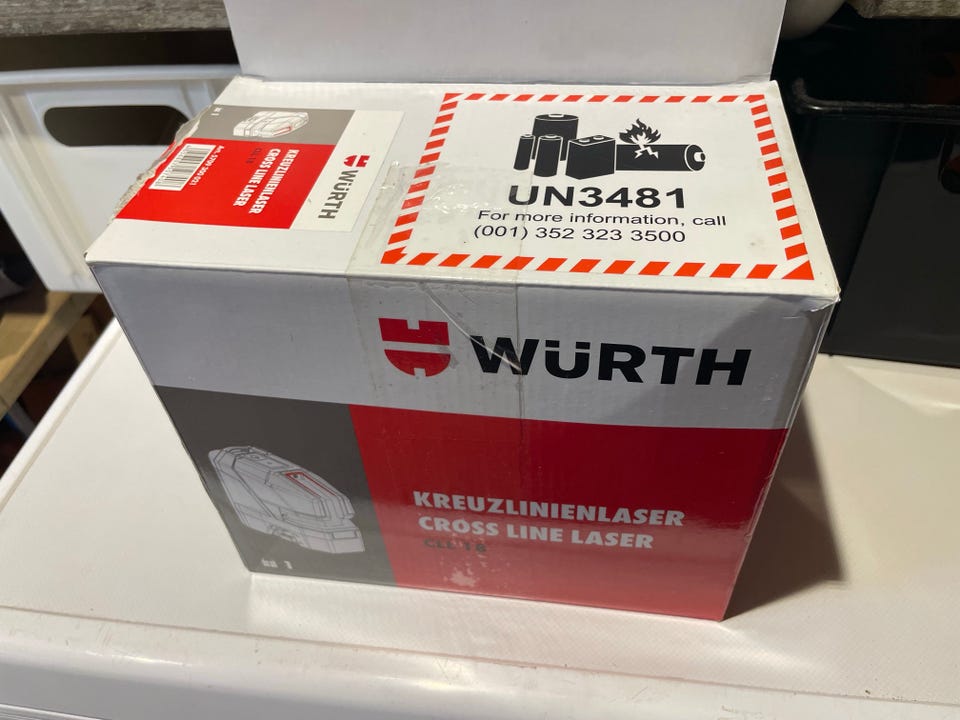 WÜRTH
KREUZLINIENLASER
CROSS LINE LASER
UN3481
For more information, call
(001) 352 323 3500
WÜRTH
KREUZLINIENLASER
CROSS LINE LASER
1